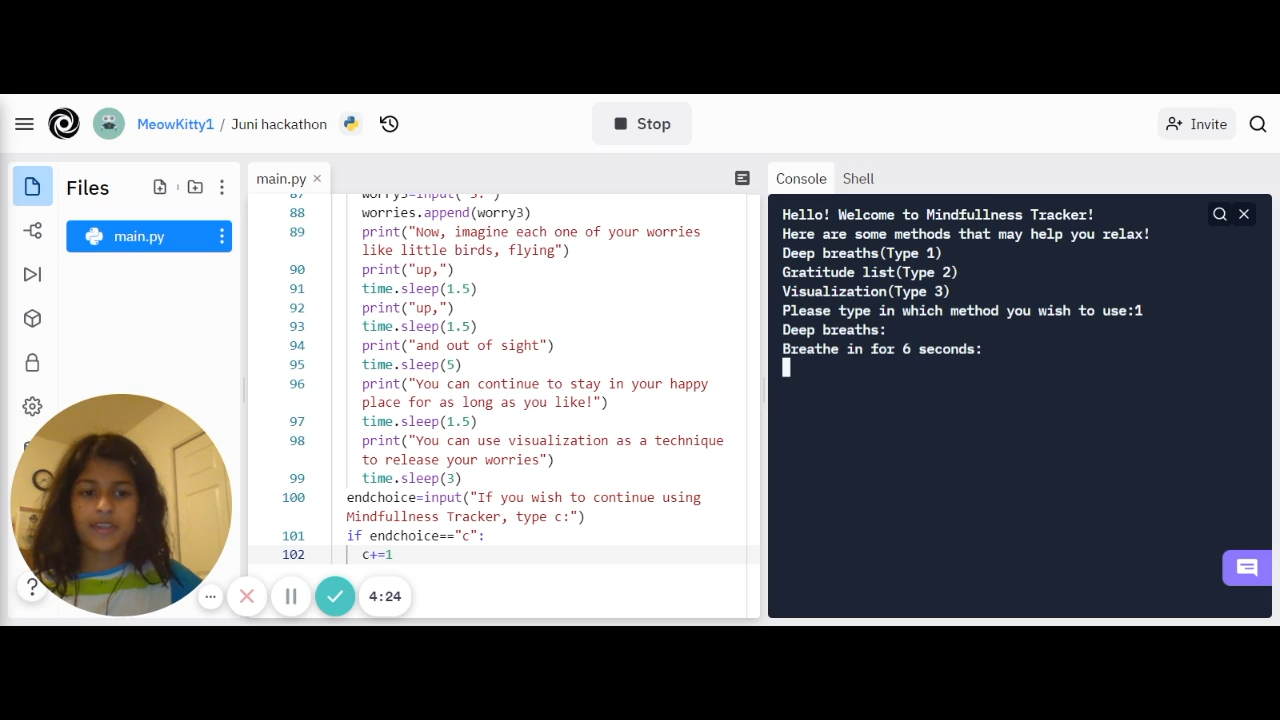 MeowKitty1 / Juni hackathon
Stop
Invite
Files
main.py
main.py ×
87 worry3=input("3:")
88 worries.append(worry3)
89 print("Now, imagine each one of your worries
like little birds, flying")
90 print("up,")
91 time.sleep(1.5)
92 print("up,")
93 time.sleep(1.5)
94 print("and out of sight")
95 time.sleep(5)
96 print("You can continue to stay in your happy
place for as long as you like!")
97 time.sleep(1.5)
98 print("You can use visualization as a technique
to release your worries")
99 time.sleep(3)
100 endchoice=input("If you wish to continue using
Mindfullness Tracker, type c:")
101 if endchoice=="c":
102 c+=1
Console Shell
Hello! Welcome to Mindfullness Tracker!
Here are some methods that may help you relax!
Deep breaths(Type 1)
Gratitude list(Type 2)
Visualization(Type 3)
Please type in which method you wish to use:1
Deep breaths:
Breathe in for 6 seconds:
?
4:24